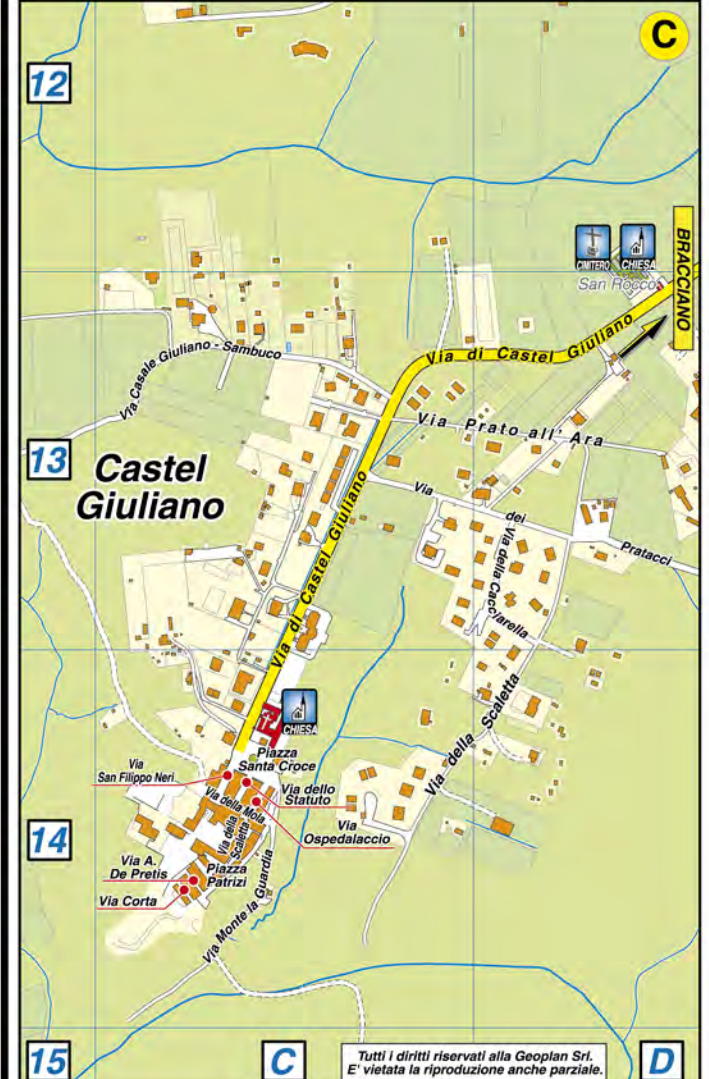 C
12
BRACCIANO
CIMITERO
CHIESA
San Rocco
Via di Castel Giuliano
Via Casale Giuliano - Sambuco
Via Prato all' Ara
13
Castel
Giuliano
Via dei Pratacci
Via di Castel Giuliano
Via della Cacciarella
CHIESA
Via della Scaletta
Piazza
Santa Croce
Via
San Filippo Neri
Via dello
Statuto
Via della Mola
Via
Ospedalaccio
14
Via della
Scaletta
Via A.
De Pretis
Piazza
Patrizi
Via Corta
Via Monte la Guardia
15
C
Tutti i diritti riservati alla Geoplan Srl.
E' vietata la riproduzione anche parziale.
D